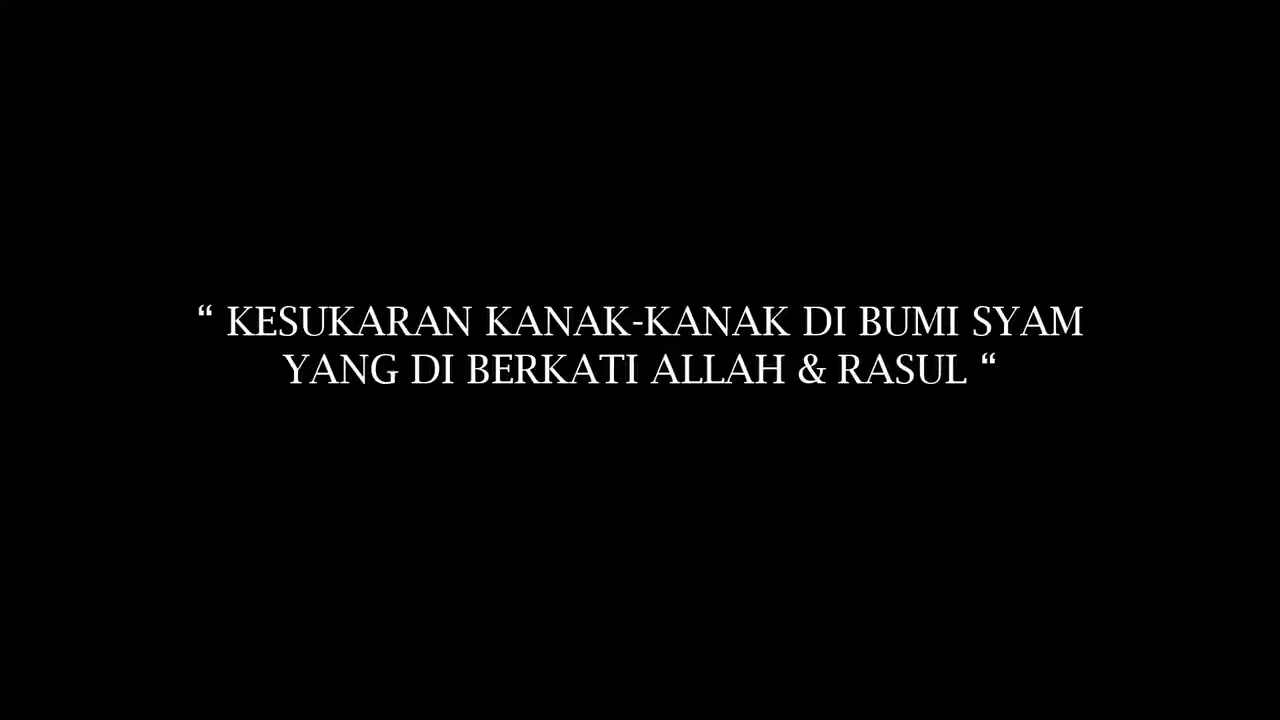 “ KESUKARAN KANAK-KANAK DI BUMI SYAM
YANG DI BERKATI ALLAH & RASUL “